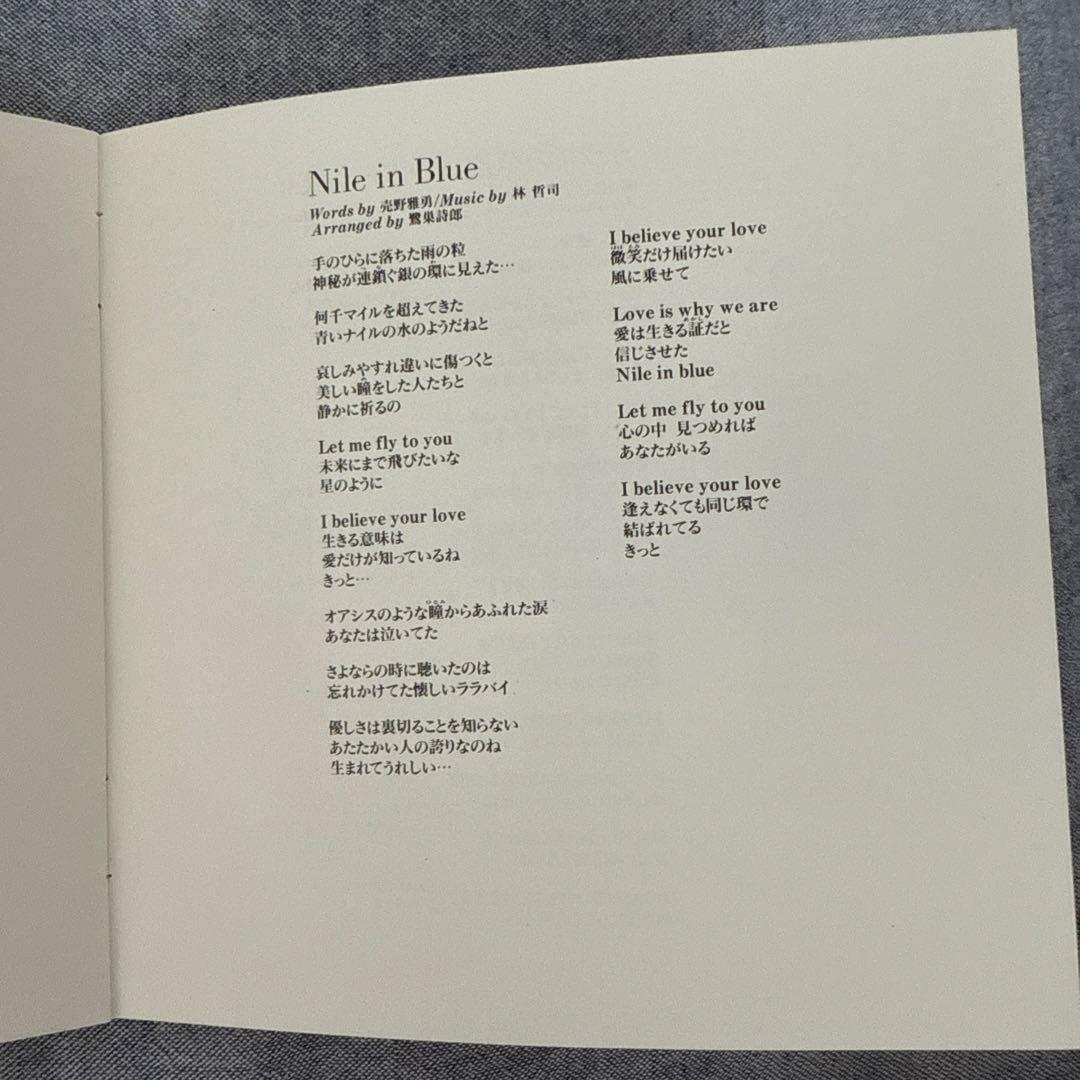 Nile in Blue
Words by 売野雅勇/Music by 林 哲司
Arranged by 鷺巣詩郎
手のひらに落ちた雨の粒
神秘が連鎖ぐ銀の環に見えた…
何千マイルを超えてきた
青いナイルの水のようだねと
哀しみやすれ違いに傷つくと
美しい瞳をした人たちと
静かに祈るの
Let me fly to you
未来にまで飛びたいな
星のように
I believe your love
生きる意味は
愛だけが知っているね
きっと…
オアシスのような瞳からあふれた涙
あなたは泣いてた
さよならの時に聴いたのは
忘れかけてた懐しいララバイ
優しさは裏切ることを知らない
あたたかい人の誇りなのね
生まれてうれしい…
I believe your love
微笑だけ届けたい
風に乗せて
Love is why we are
愛は生きる証だと
信じさせた
Nile in blue
Let me fly to you
心の中 見つめれば
あなたがいる
I believe your love
逢えなくても同じ環で
結ばれてる
きっと